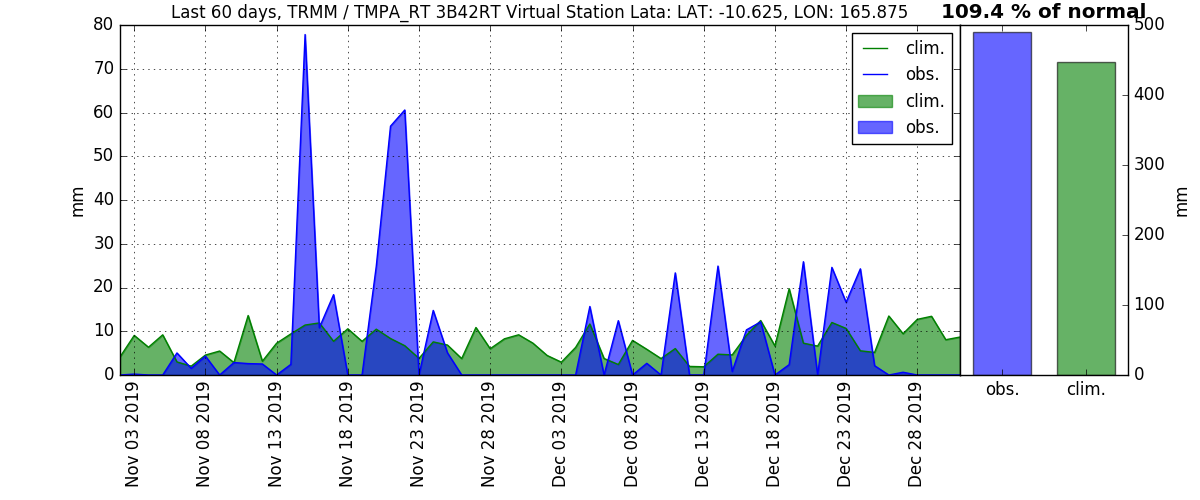 Last 60 days, TRMM / TMPA_RT 3B42RT Virtual Station Lata: LAT: -10.625, LON: 165.875
109.4 % of normal
80
70
60
50
40
30
20
10
0
mm
clim.
obs.
clim.
obs.
500
400
300
200
100
0
mm
obs.
clim.
Nov 03 2019
Nov 08 2019
Nov 13 2019
Nov 18 2019
Nov 23 2019
Nov 28 2019
Dec 03 2019
Dec 08 2019
Dec 13 2019
Dec 18 2019
Dec 23 2019
Dec 28 2019